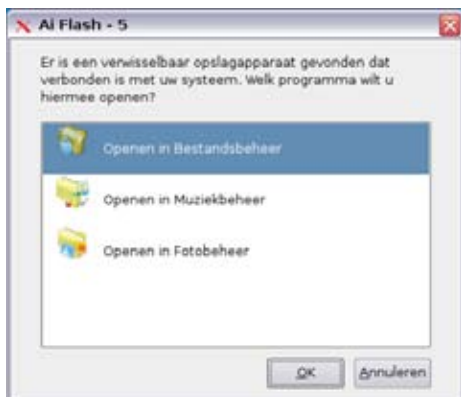 Ai Flash - 5
Er is een verwisselbaar opslagapparaat gevonden dat
verbonden is met uw systeem. Welk programma wilt u
hiermee openen?
Openen in Bestandsbeheer
Openen in Muziekbeheer
Openen in Fotobeheer
OK
Annuleren